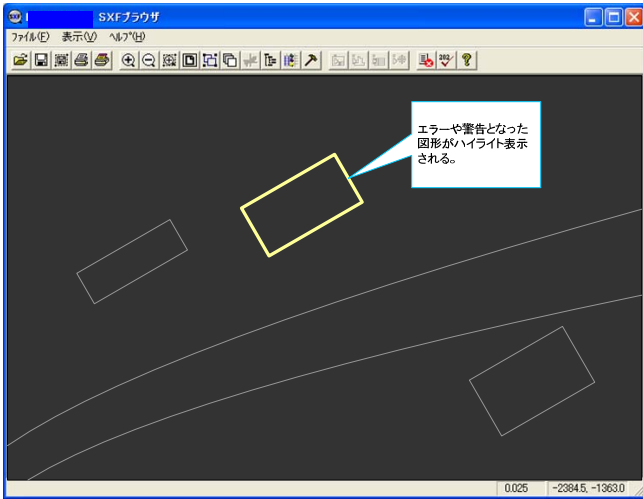 SXF SXFブラウザ
ファイル(F) 表示(V) ヘルプ(H)
202
エラーや警告となった
図形がハイライト表示
される。
0.025 -2384.5, -1363.0